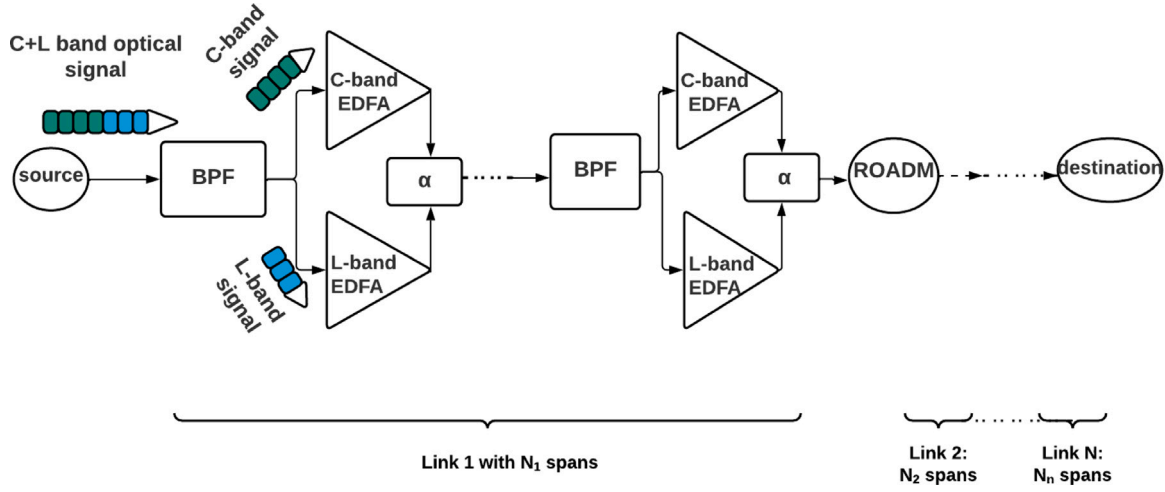 C+L band optical
signal
C-band
signal
C-band
EDFA
C-band
EDFA
source
BPF
α
BPF
α
ROADM
destination
L-band
signal
L-band
EDFA
L-band
EDFA
Link 1 with N₁ spans
Link 2:
N₂ spans
Link N:
Nₙ spans